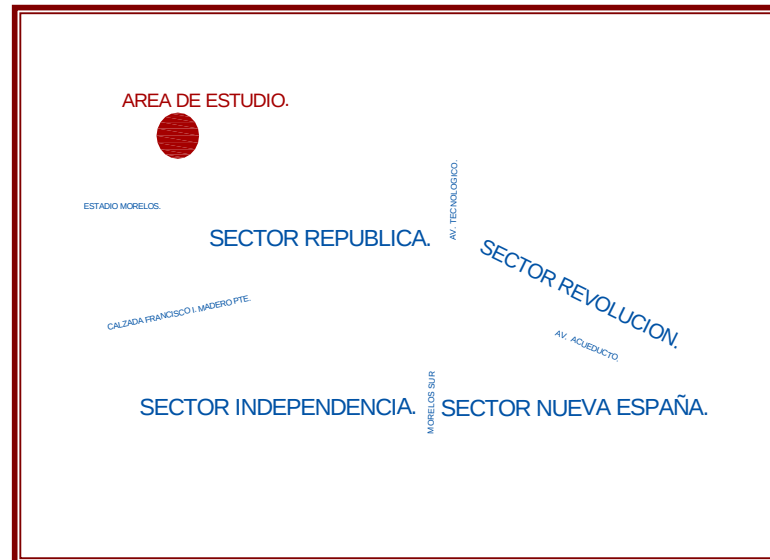 AREA DE ESTUDIO.
ESTADIO MORELOS.
AV. TECNOLOGICO.
SECTOR REPUBLICA.
SECTOR REVOLUCION.
CALZADA FRANCISCO I. MADERO PTE.
AV. ACUEDUCTO.
SECTOR INDEPENDENCIA.
MORELOS SUR
SECTOR NUEVA ESPAÑA.